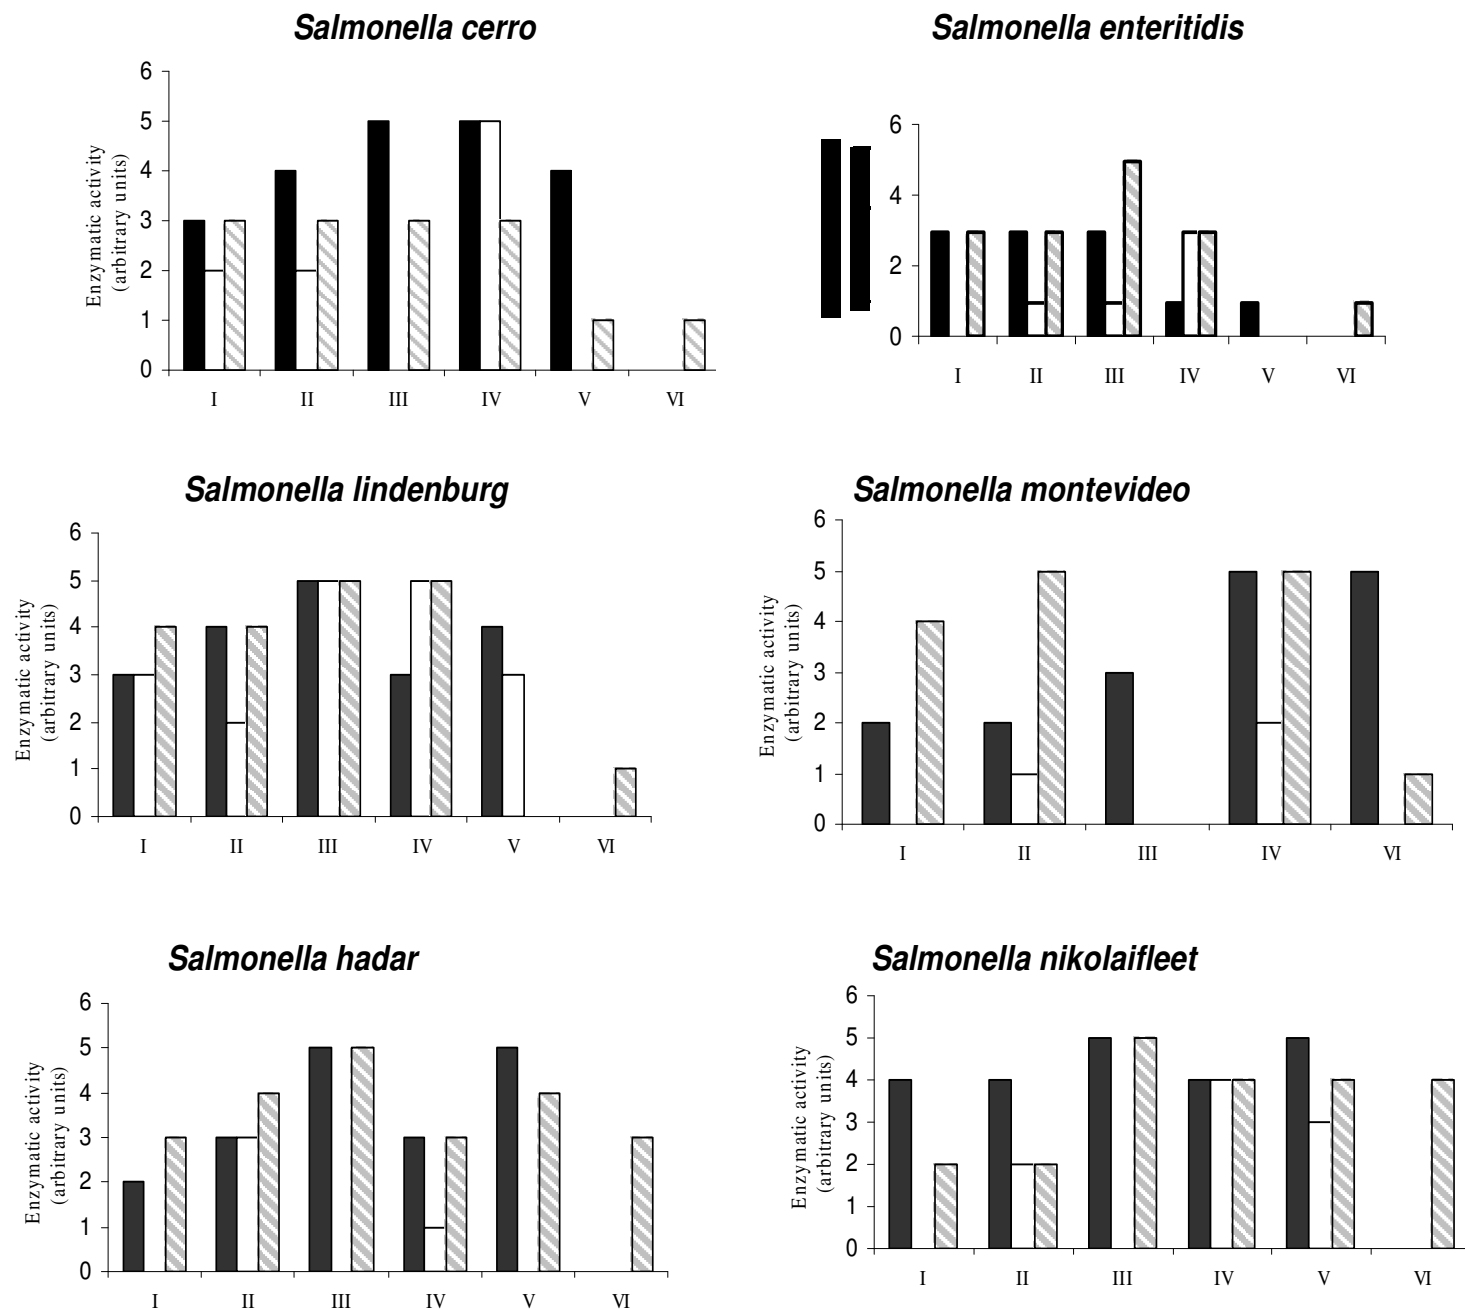 Salmonella cerro
Enzymatic activity
(arbitrary units)
6
5
4
3
2
1
0
I II III IV V VI
Salmonella enteritidis
6
4
2
0
I II III IV V VI
Salmonella lindenburg
Enzymatic activity
(arbitrary units)
6
5
4
3
2
1
0
I II III IV V VI
Salmonella montevideo
Enzymatic activity
(arbitrary units)
6
5
4
3
2
1
0
I II III IV VI
Salmonella hadar
Enzymatic activity
(arbitrary units)
6
5
4
3
2
1
0
I II III IV V VI
Salmonella nikolaifleet
Enzymatic activity
(arbitrary units)
6
5
4
3
2
1
0
I II III IV V VI